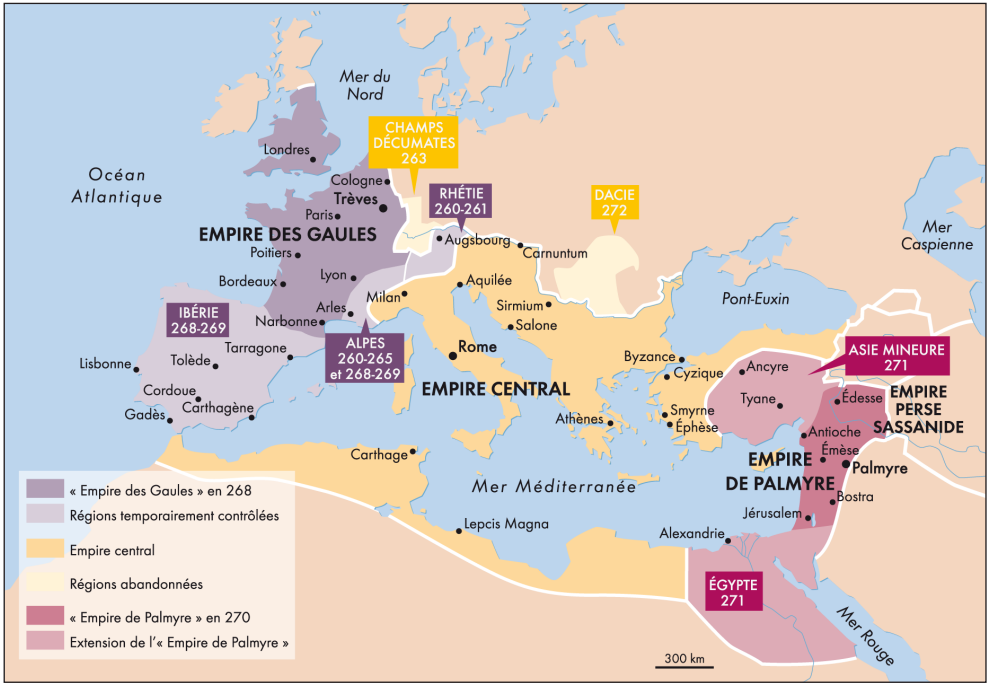 Mer du
Nord
Océan
Atlantique
CHAMPS
DÉCUMATES
263
Londres
Cologne
Trèves
Paris
EMPIRE DES GAULES
Poitiers
Bordeaux
Lyon
Arles
Narbonne
RHÉTIE
260-261
Augsbourg
Carnuntum
DACIE
272
Mer
Caspienne
Pont-Euxin
Milan
Aquilée
Sirmium
Salone
IBÉRIE
268-269
ALPES
260-265
et 268-269
Tarragone
Lisbonne
Tolède
Cordoue
Gadès
Carthagène
Rome
EMPIRE CENTRAL
Byzance
Cyzique
Athènes
Smyrne
Éphèse
Ancyre
Tyane
ASIE MINEURE
271
Édesse
EMPIRE
PERSE
SASSANIDE
Antioche
Émèse
EMPIRE
DE PALMYRE
Palmyre
Bostra
Jérusalem
Carthage
Mer Méditerranée
Lepcis Magna
Alexandrie
ÉGYPTE
271
Mer Rouge
« Empire des Gaules » en 268
Régions temporairement contrôlées
Empire central
Régions abandonnées
« Empire de Palmyre » en 270
Extension de l'« Empire de Palmyre »
300 km